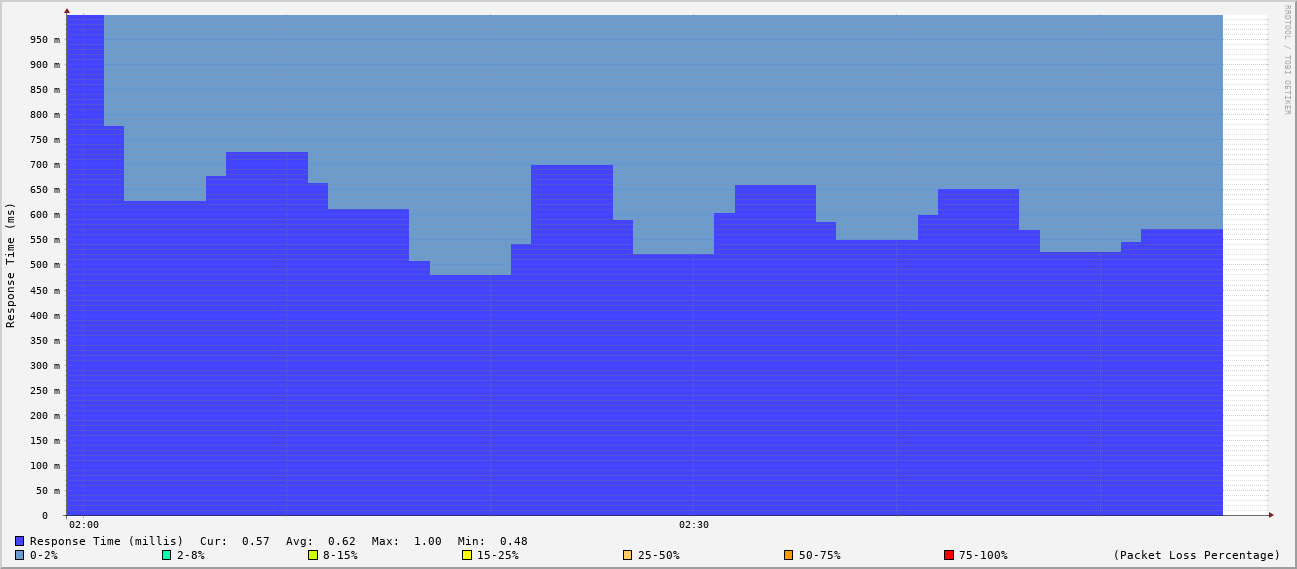 RRDTOOL / TOBI OETIKER
Response Time (ms)
950 m
900 m
850 m
800 m
750 m
700 m
650 m
600 m
550 m
500 m
450 m
400 m
350 m
300 m
250 m
200 m
150 m
100 m
50 m
0
02:00 02:30
Response Time (millis) Cur: 0.57 Avg: 0.62 Max: 1.00 Min: 0.48
0-2% 2-8% 8-15% 15-25% 25-50% 50-75% 75-100% (Packet Loss Percentage)